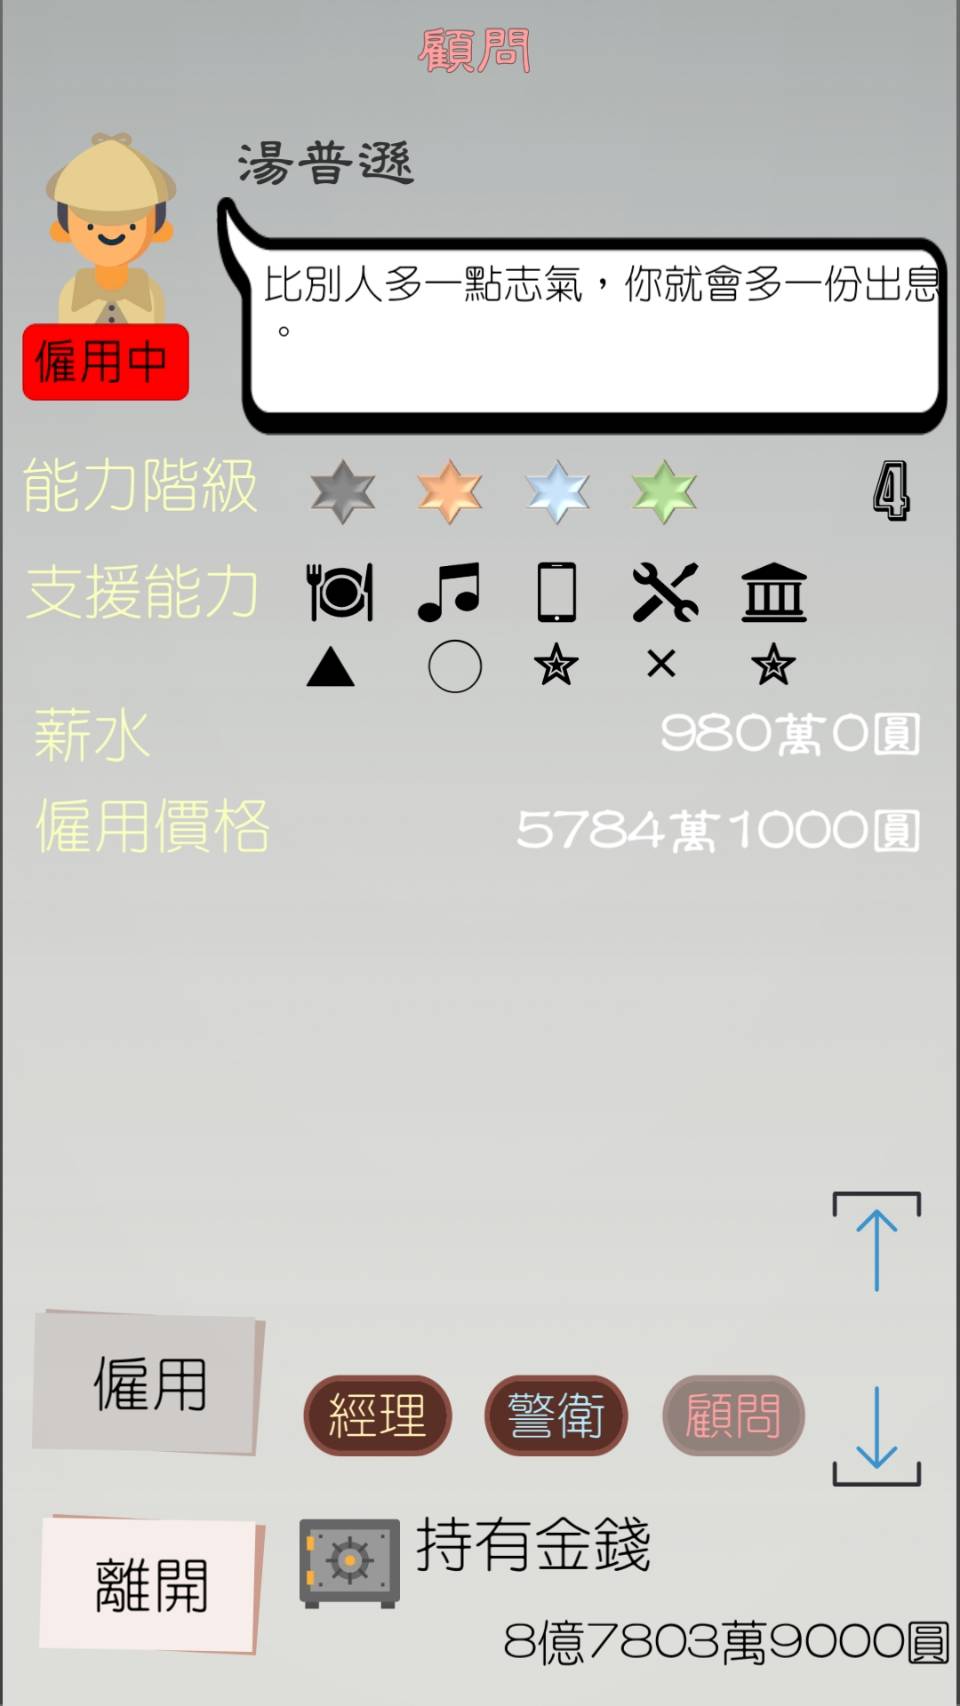 顧問
湯普遜
比別人多一點志氣，你就會多一份出息
。
僱用中
能力階級 4
支援能力
薪水 980萬0圓
僱用價格 5784萬1000圓
僱用
經理 警衛 顧問
離開
持有金錢
8億7803萬9000圓